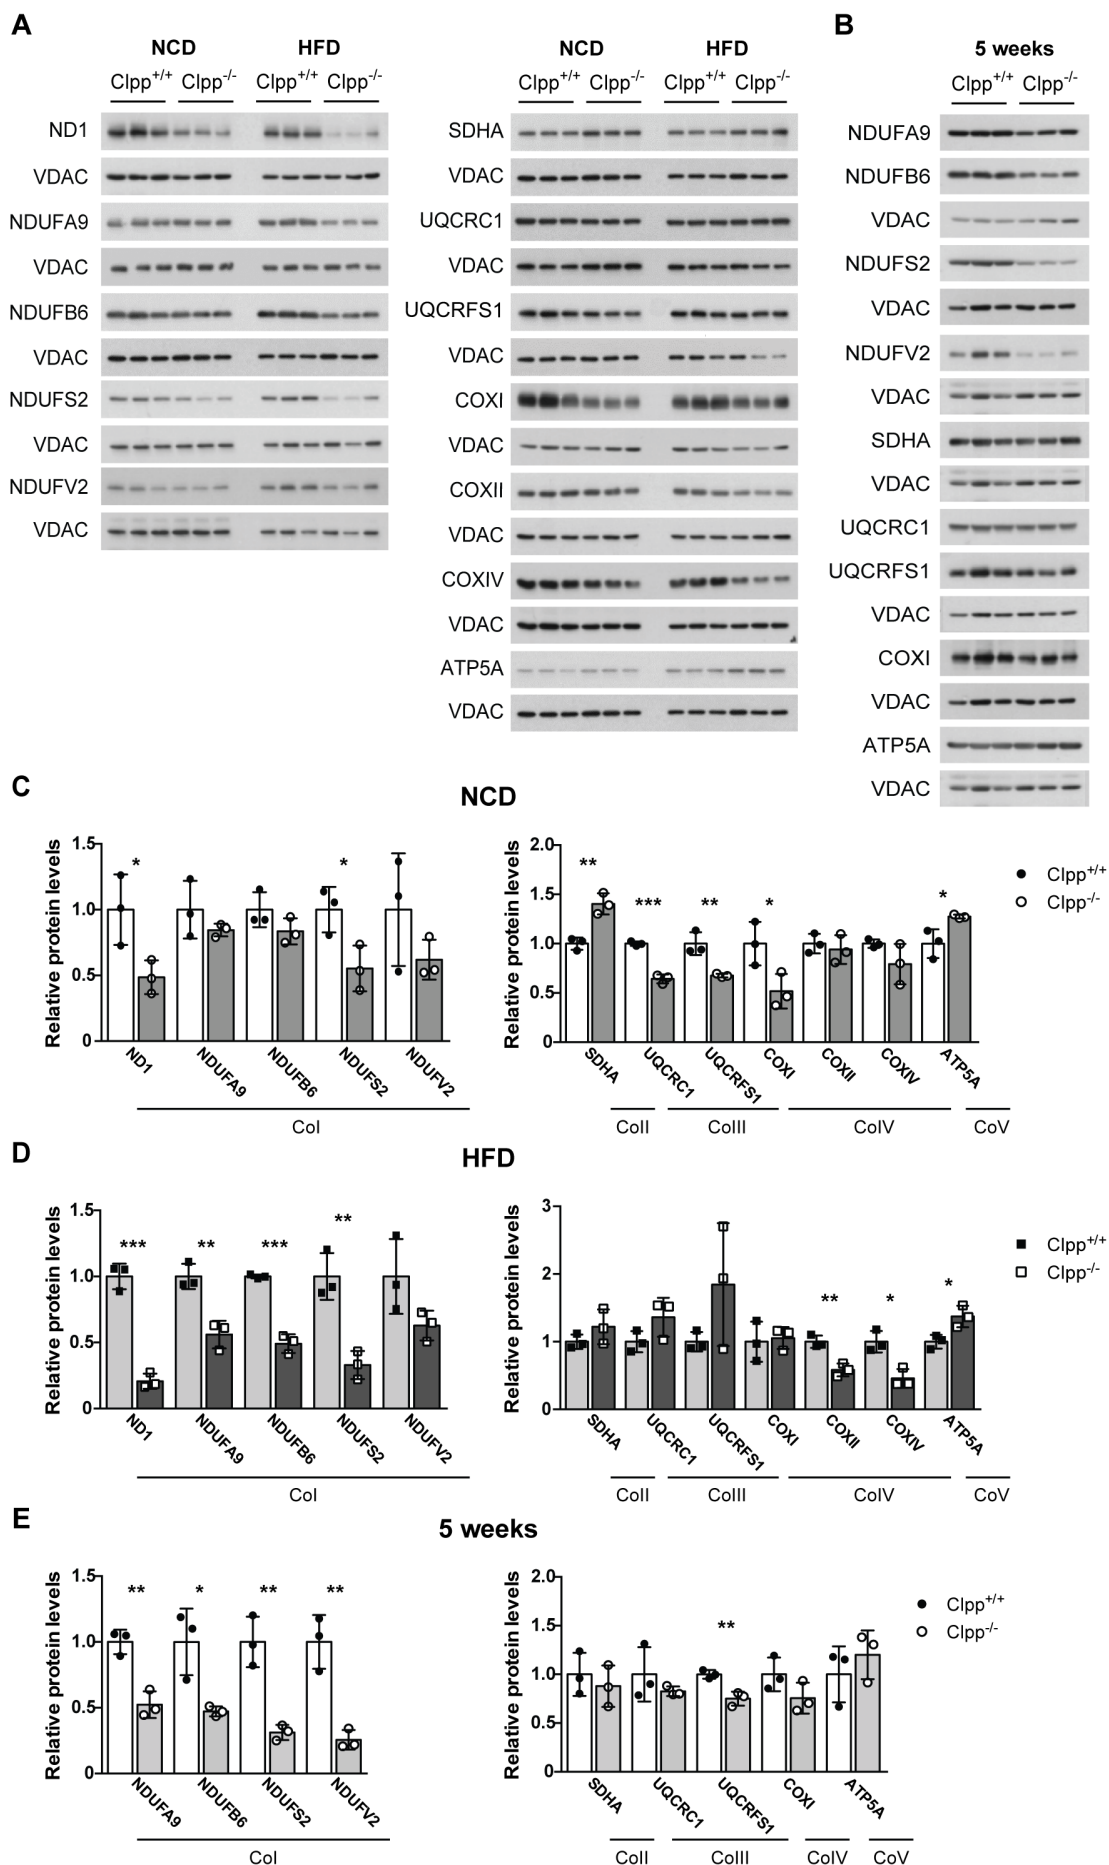 A
NCD HFD
Clpp+/+ Clpp-/- Clpp+/+ Clpp-/-
ND1
VDAC
NDUFA9
VDAC
NDUFB6
VDAC
NDUFS2
VDAC
NDUFV2
VDAC
NCD HFD
Clpp+/+ Clpp-/- Clpp+/+ Clpp-/-
SDHA
VDAC
UQCRC1
VDAC
UQCRFS1
VDAC
COXI
VDAC
COXII
VDAC
COXIV
VDAC
ATP5A
VDAC
B
5 weeks
Clpp+/+ Clpp-/-
NDUFA9
NDUFB6
VDAC
NDUFS2
VDAC
NDUFV2
VDAC
SDHA
VDAC
UQCRC1
UQCRFS1
VDAC
COXI
VDAC
ATP5A
VDAC
C
NCD
Relative protein levels
1.5
1.0
0.5
0
* *
ND1 NDUFA9 NDUFB6 NDUFS2 NDUFV2
CoI
Relative protein levels
2.0
1.5
1.0
0.5
0
** *** ** * *
SDHA UQCRC1 UQCRFS1 COXI COXII COXIV ATP5A
CoII CoIII CoIV CoV
Clpp+/+
Clpp-/-
D
HFD
Relative protein levels
1.5
1.0
0.5
0
*** ** *** **
ND1 NDUFA9 NDUFB6 NDUFS2 NDUFV2
CoI
Relative protein levels
3
2
1
0
** * *
SDHA UQCRC1 UQCRFS1 COXI COXII COXIV ATP5A
CoII CoIII CoIV CoV
Clpp+/+
Clpp-/-
E
5 weeks
Relative protein levels
1.5
1.0
0.5
0
** * ** **
NDUFA9 NDUFB6 NDUFS2 NDUFV2
CoI
Relative protein levels
2.0
1.5
1.0
0.5
0
**
SDHA UQCRC1 UQCRFS1 COXI ATP5A
CoII CoIII CoIV CoV
Clpp+/+
Clpp-/-